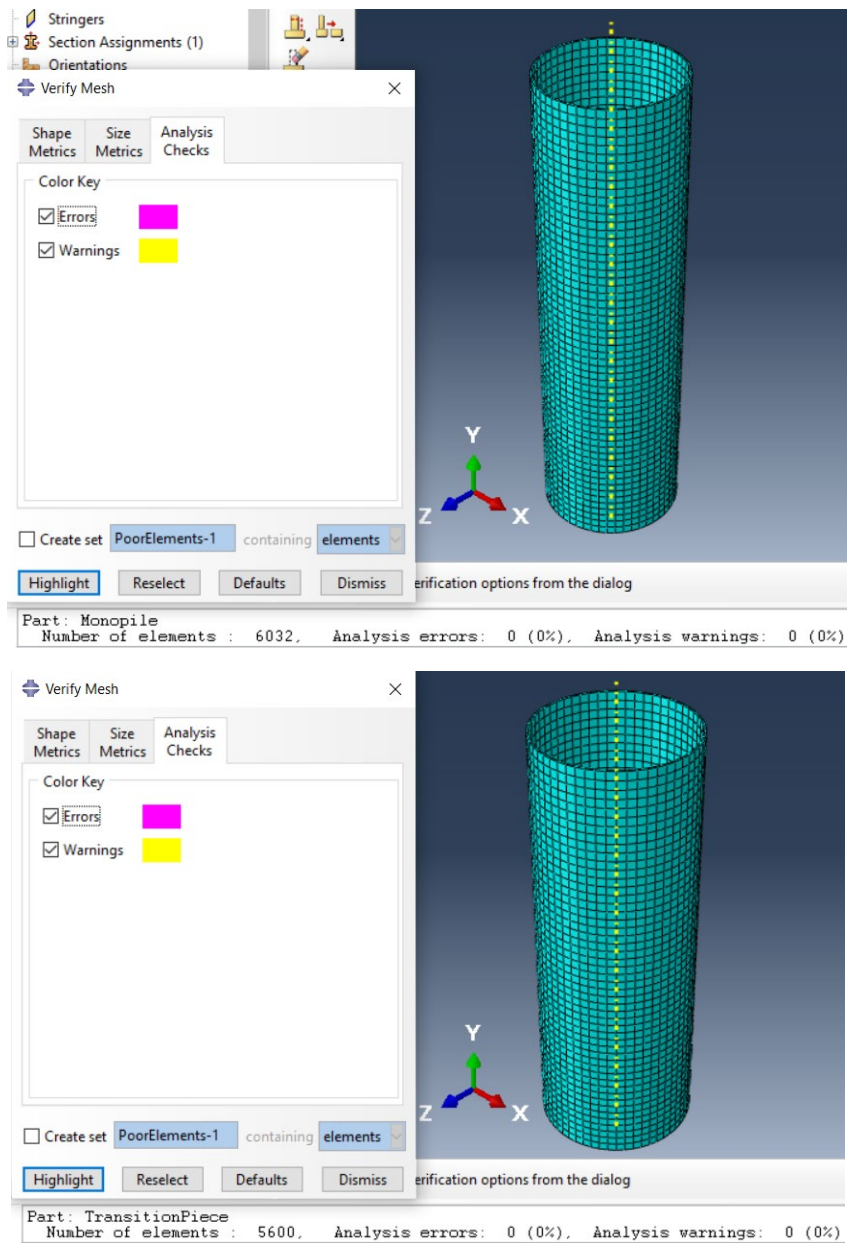 Stringers
Section Assignments (1)
Orientations
Verify Mesh
Shape Metrics
Size Metrics
Analysis Checks
Color Key
Errors
Warnings
Create set PoorElements-1 containing elements
Highlight Reselect Defaults Dismiss erification options from the dialog
Y
Z X
Part: Monopile
Number of elements : 6032, Analysis errors: 0 (0%), Analysis warnings: 0 (0%)
Verify Mesh
Shape Metrics
Size Metrics
Analysis Checks
Color Key
Errors
Warnings
Create set PoorElements-1 containing elements
Highlight Reselect Defaults Dismiss erification options from the dialog
Y
Z X
Part: TransitionPiece
Number of elements : 5600, Analysis errors: 0 (0%), Analysis warnings: 0 (0%)